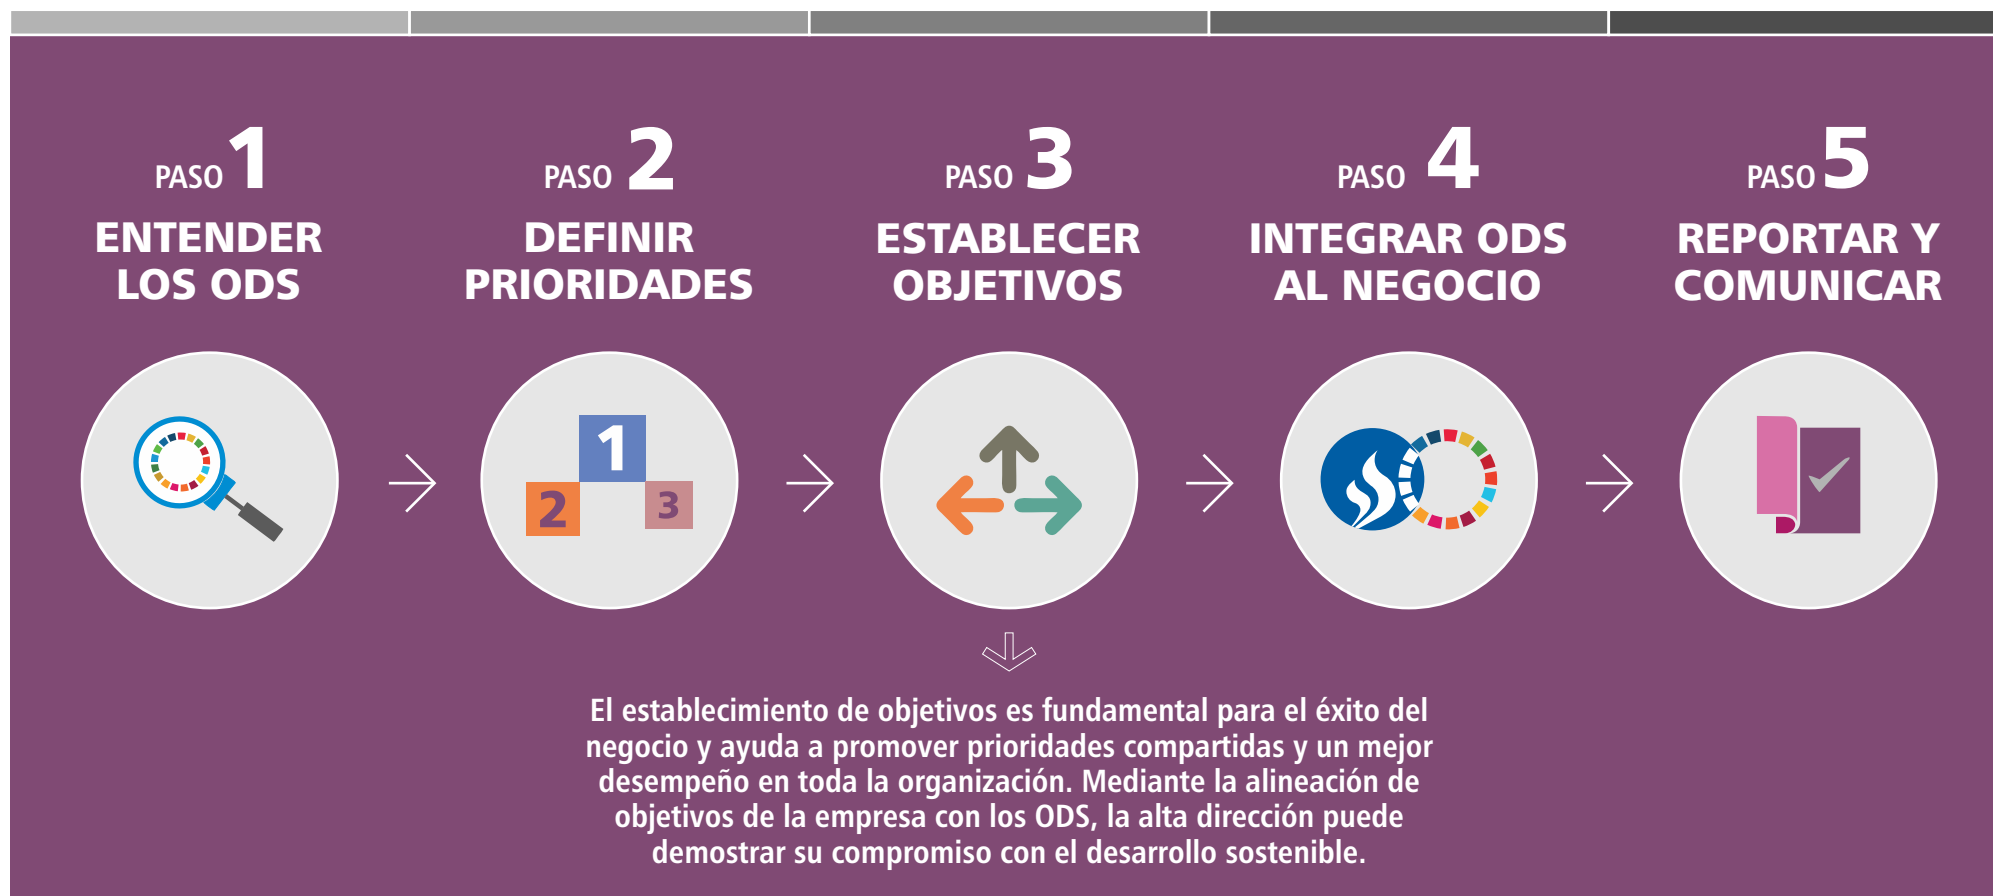 PASO 1
ENTENDER
LOS ODS
PASO 2
DEFINIR
PRIORIDADES
PASO 3
ESTABLECER
OBJETIVOS
PASO 4
INTEGRAR ODS
AL NEGOCIO
PASO 5
REPORTAR Y
COMUNICAR
1
2
3
El establecimiento de objetivos es fundamental para el éxito del
negocio y ayuda a promover prioridades compartidas y un mejor
desempeño en toda la organización. Mediante la alineación de
objetivos de la empresa con los ODS, la alta dirección puede
demostrar su compromiso con el desarrollo sostenible.